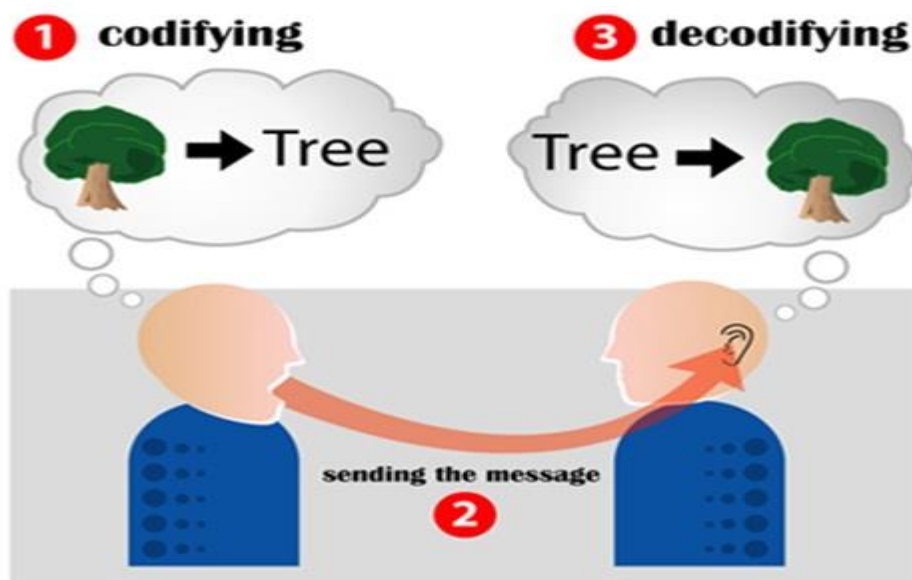 1 codifying
3 decodifying
Tree
Tree
sending the message
2